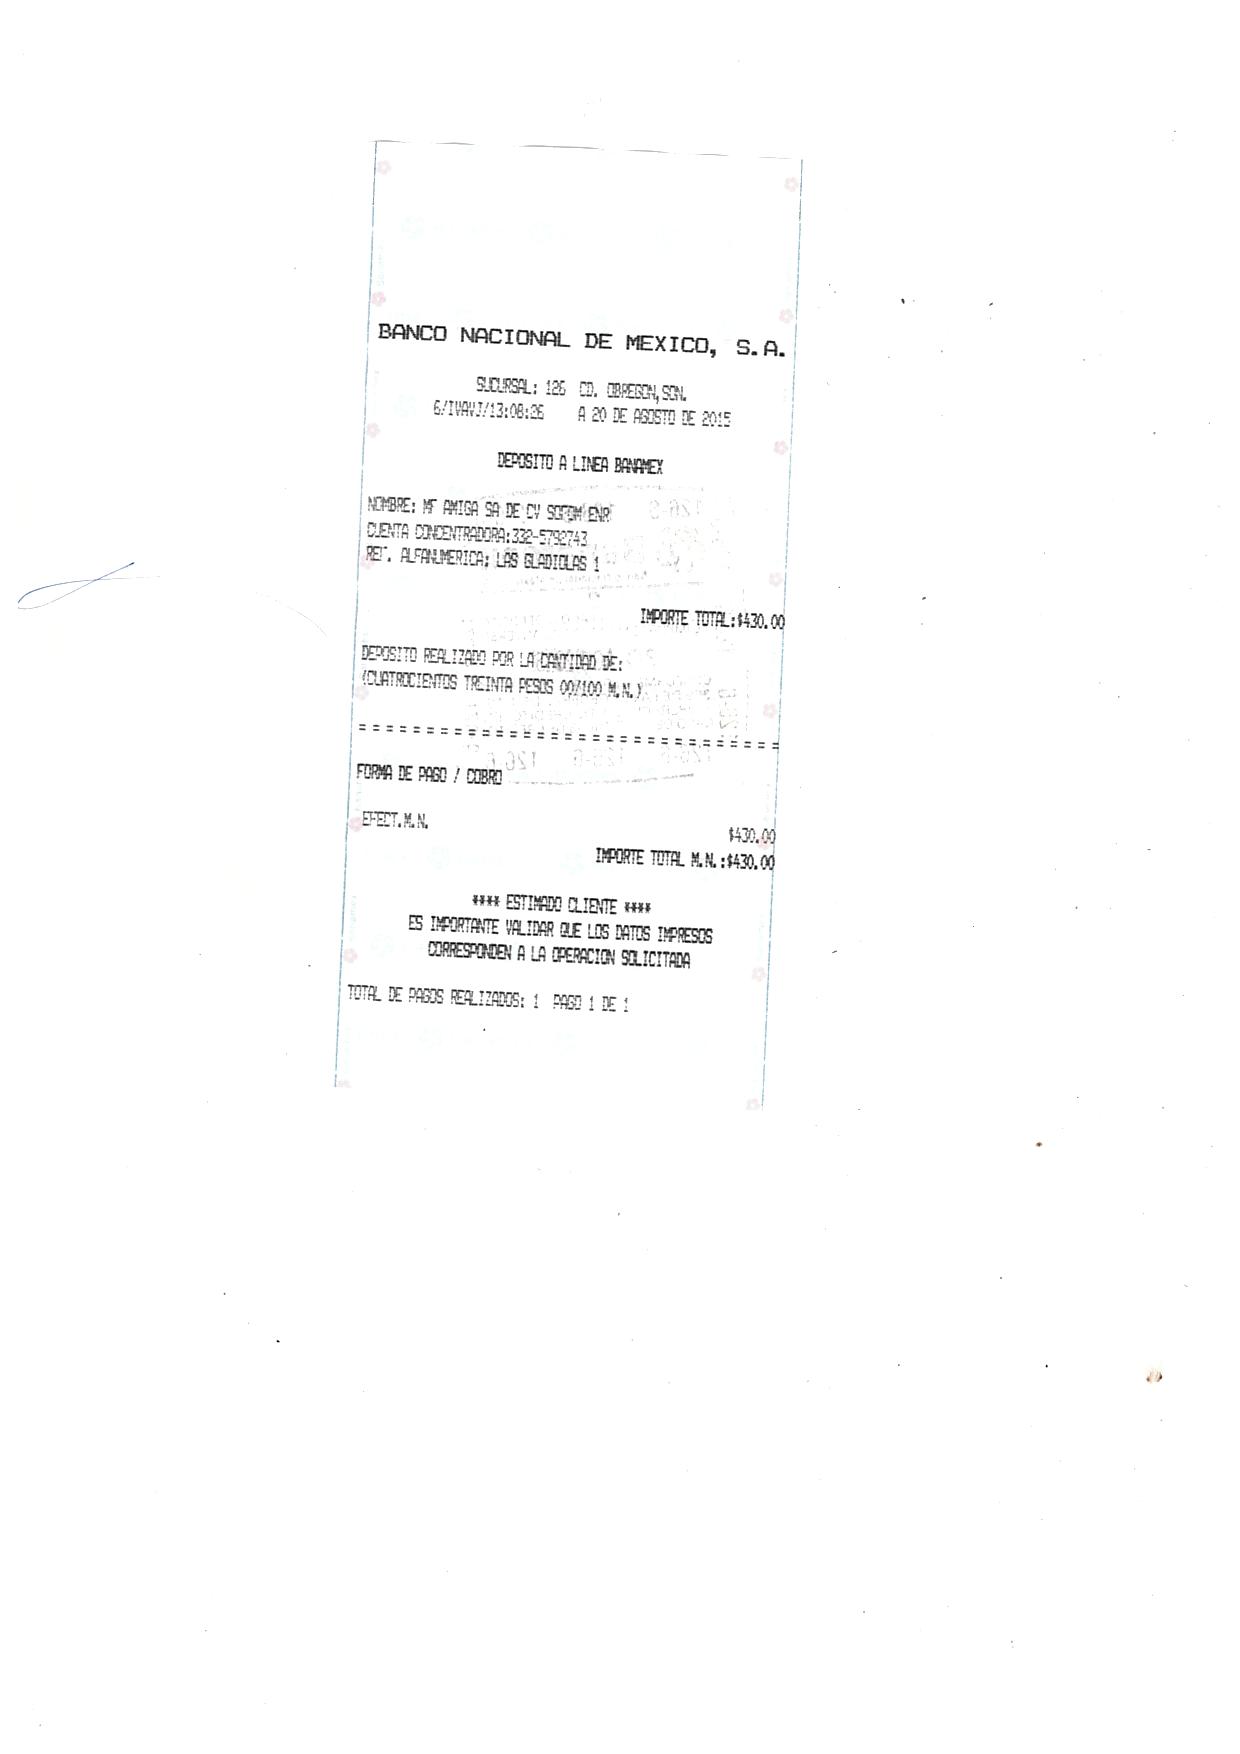 BANCO NACIONAL DE MEXICO, S.A.
SUCURSAL: 126 CD. OBREGON,SON.
6/IVAVJ/13:08:26 A 20 DE AGOSTO DE 2015
DEPOSITO A LINEA BANAMEX
NOMBRE: MF AMIGA SA DE CV SOFOM ENR
CUENTA CONCENTRADORA:332-5792743
REF. ALFANUMERICA: LAS GLADIOLAS 1
IMPORTE TOTAL:$430.00
DEPOSITO REALIZADO POR LA CANTIDAD DE:
(CUATROCIENTOS TREINTA PESOS 00/100 M.N.)
===============================
FORMA DE PAGO / COBRO
EFECT.M.N. $430.00
IMPORTE TOTAL M.N.:$430.00
**** ESTIMADO CLIENTE ****
ES IMPORTANTE VALIDAR QUE LOS DATOS IMPRESOS
CORRESPONDEN A LA OPERACION SOLICITADA
TOTAL DE PAGOS REALIZADOS: 1 PAGO 1 DE 1